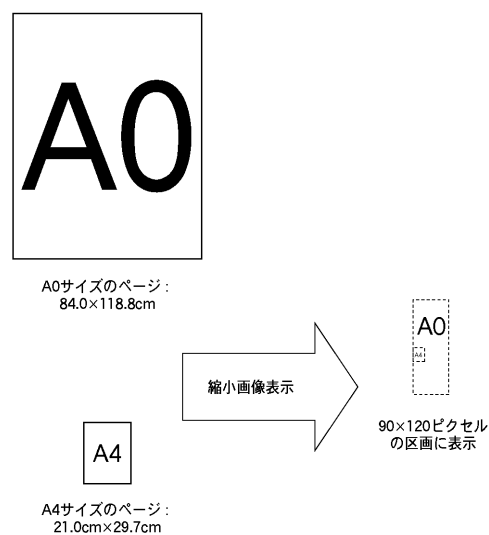 A0
A0サイズのページ：
84.0×118.8cm
縮小画像表示
A0
A4
90×120ピクセル
の区画に表示
A4
A4サイズのページ：
21.0cm×29.7cm